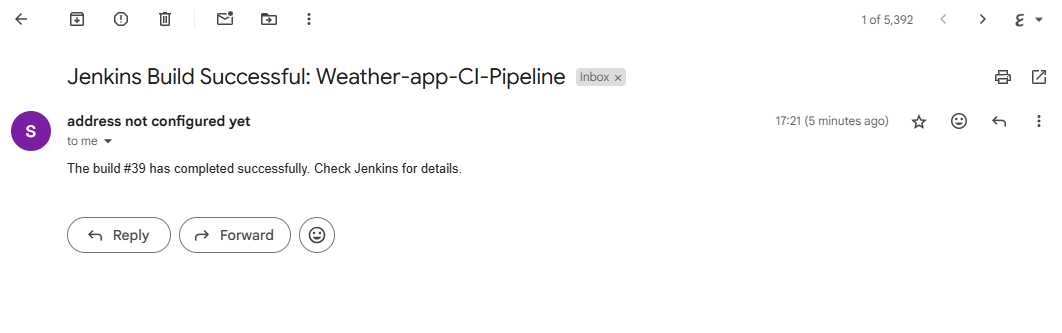 1 of 5,392
Jenkins Build Successful: Weather-app-CI-Pipeline Inbox ×
S address not configured yet 17:21 (5 minutes ago)
to me
The build #39 has completed successfully. Check Jenkins for details.
Reply Forward